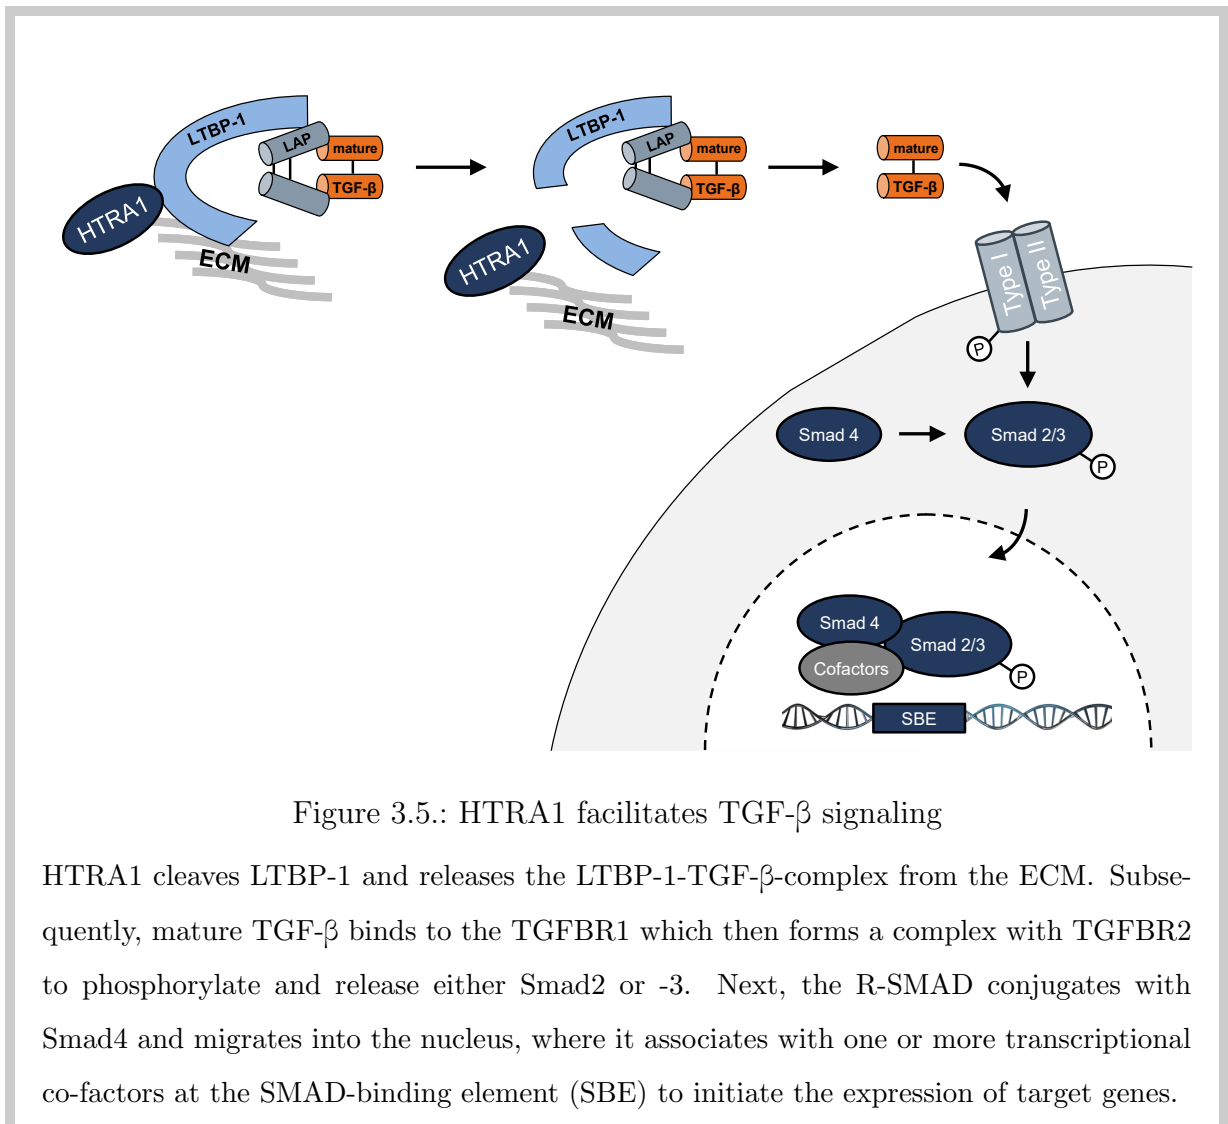 LTBP-1
LAP
mature
TGF-β
HTRA1
ECM
LTBP-1
LAP
mature
TGF-β
HTRA1
ECM
mature
TGF-β
Type I
Type II
P
Smad 4
Smad 2/3
P
Smad 4
Smad 2/3
Cofactors
P
SBE
Figure 3.5.: HTRA1 facilitates TGF-β signaling
HTRA1 cleaves LTBP-1 and releases the LTBP-1-TGF-β-complex from the ECM. Subse-
quently, mature TGF-β binds to the TGFBR1 which then forms a complex with TGFBR2
to phosphorylate and release either Smad2 or -3. Next, the R-SMAD conjugates with
Smad4 and migrates into the nucleus, where it associates with one or more transcriptional
co-factors at the SMAD-binding element (SBE) to initiate the expression of target genes.